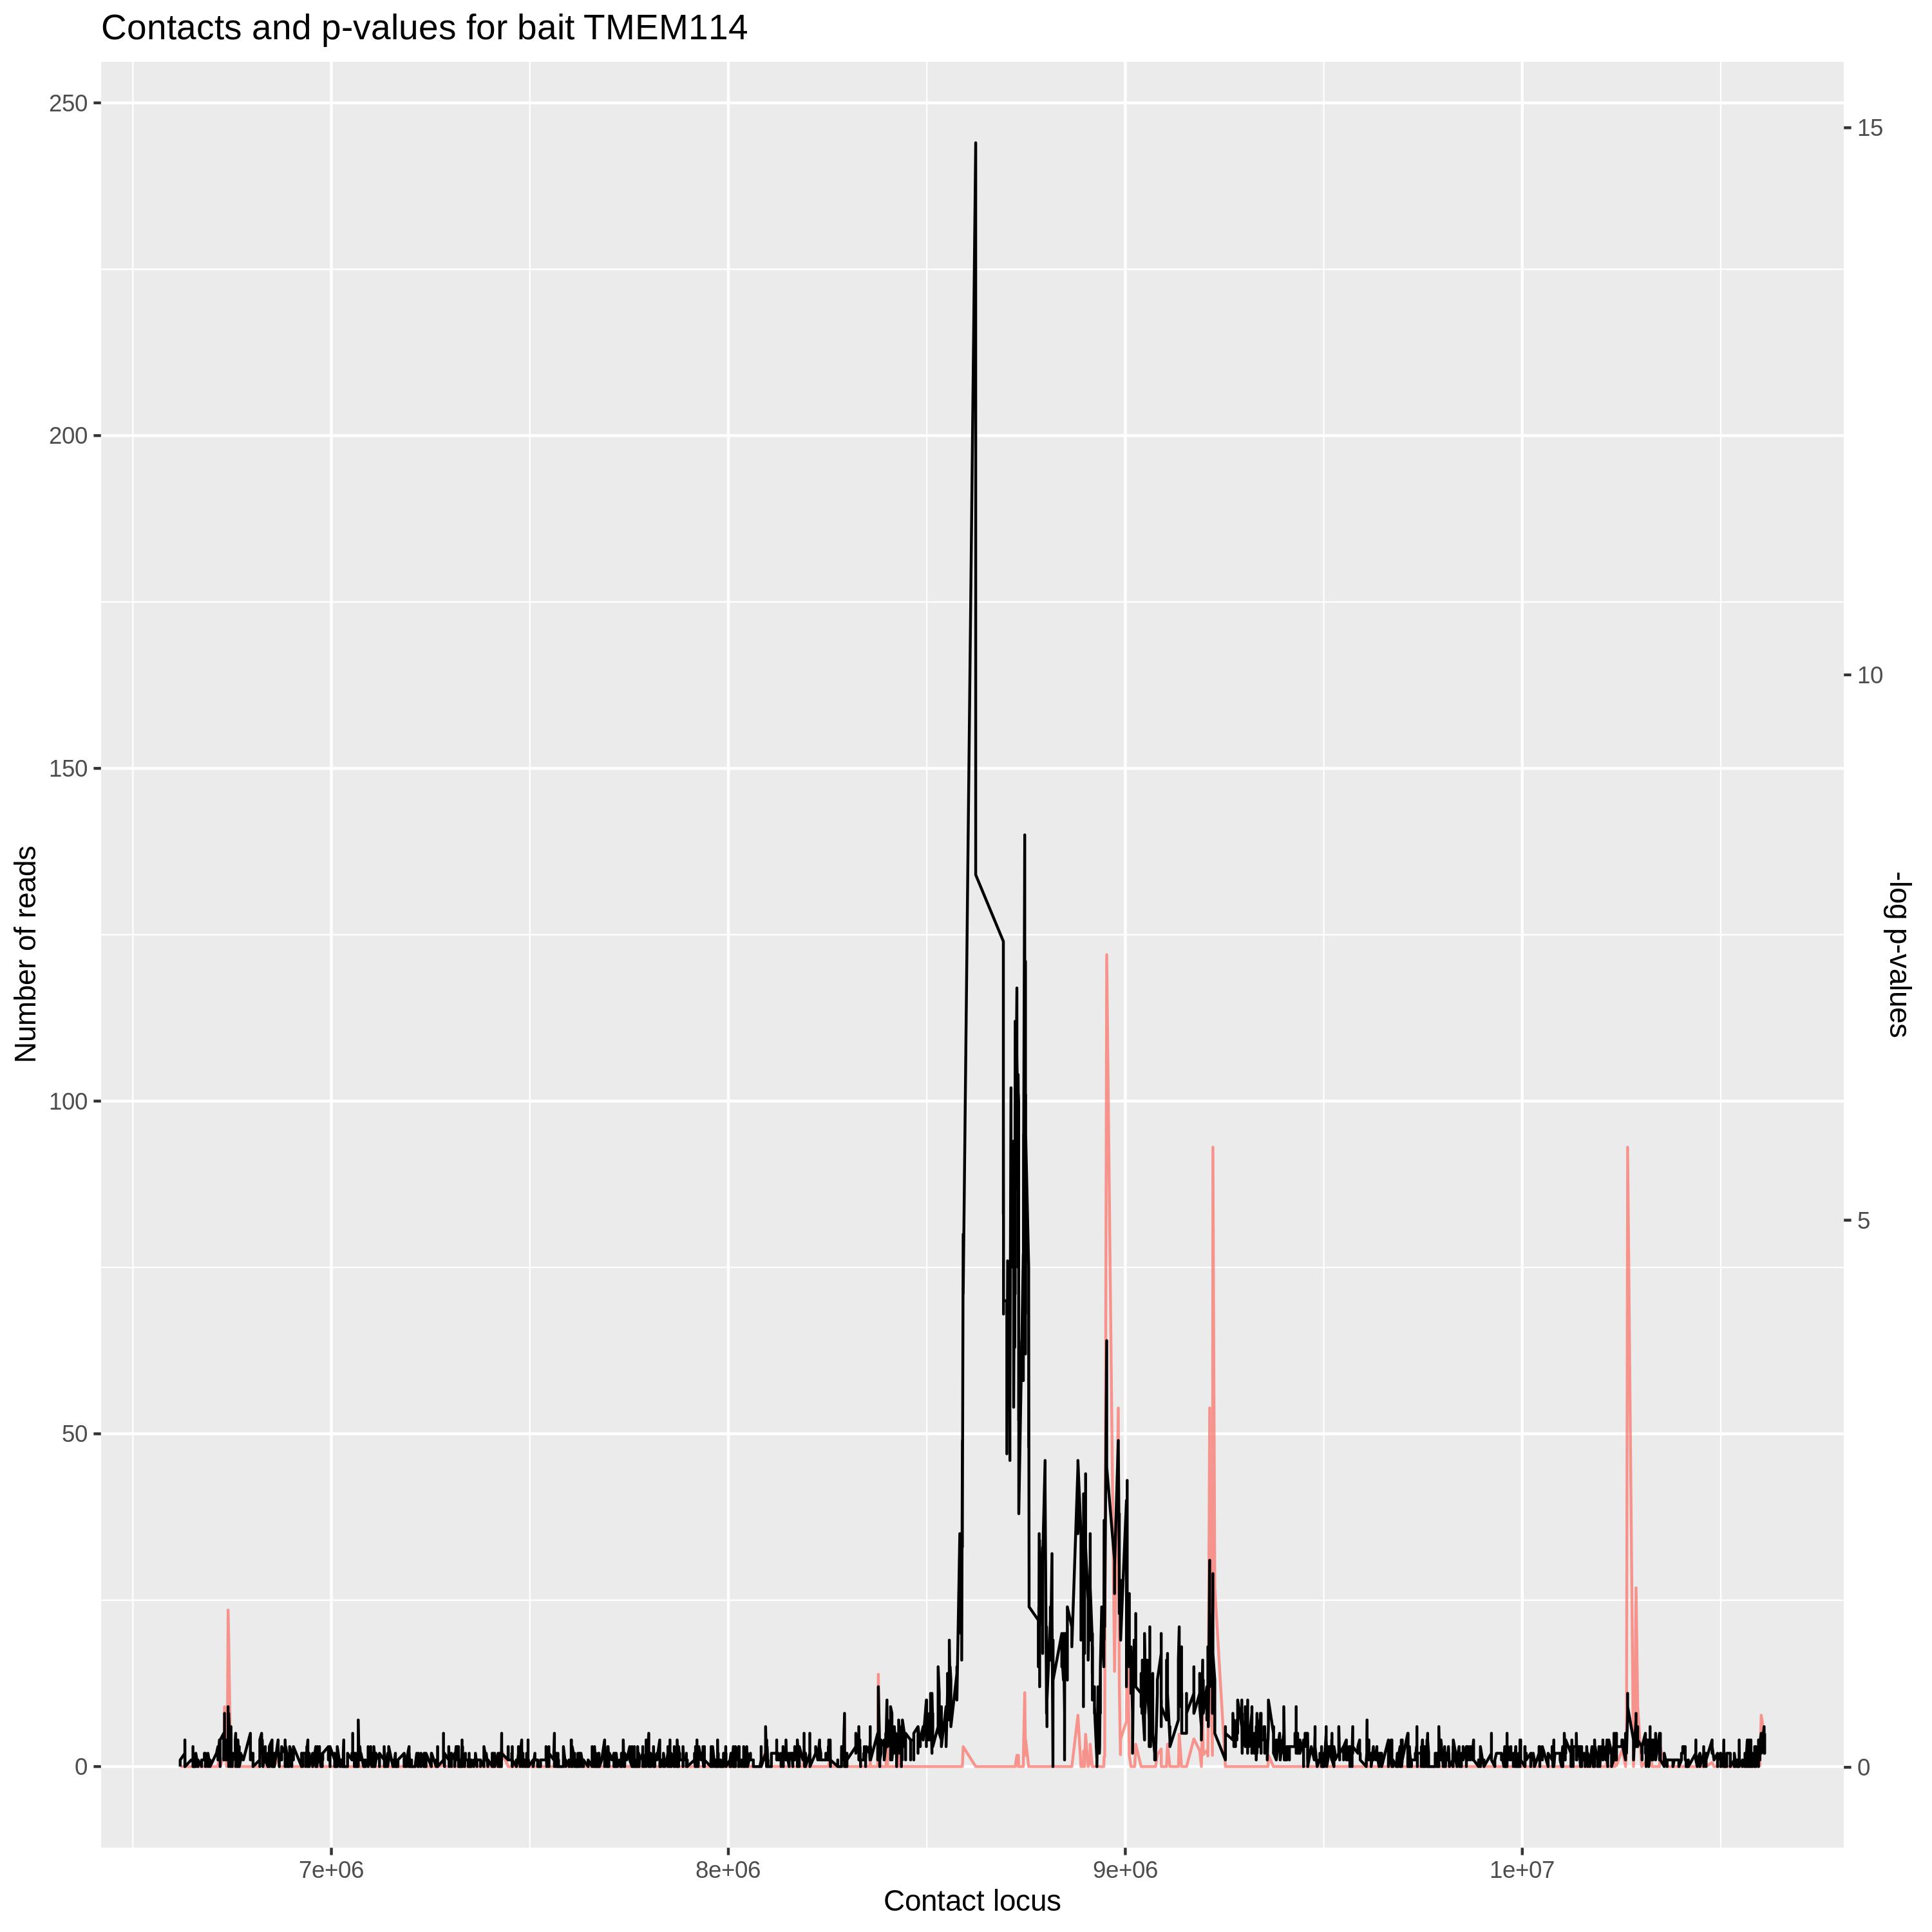 Contacts and p-values for bait TMEM114
250
200
150
100
50
0
Number of reads
15
10
5
0
-log p-values
7e+06
8e+06
9e+06
1e+07
Contact locus